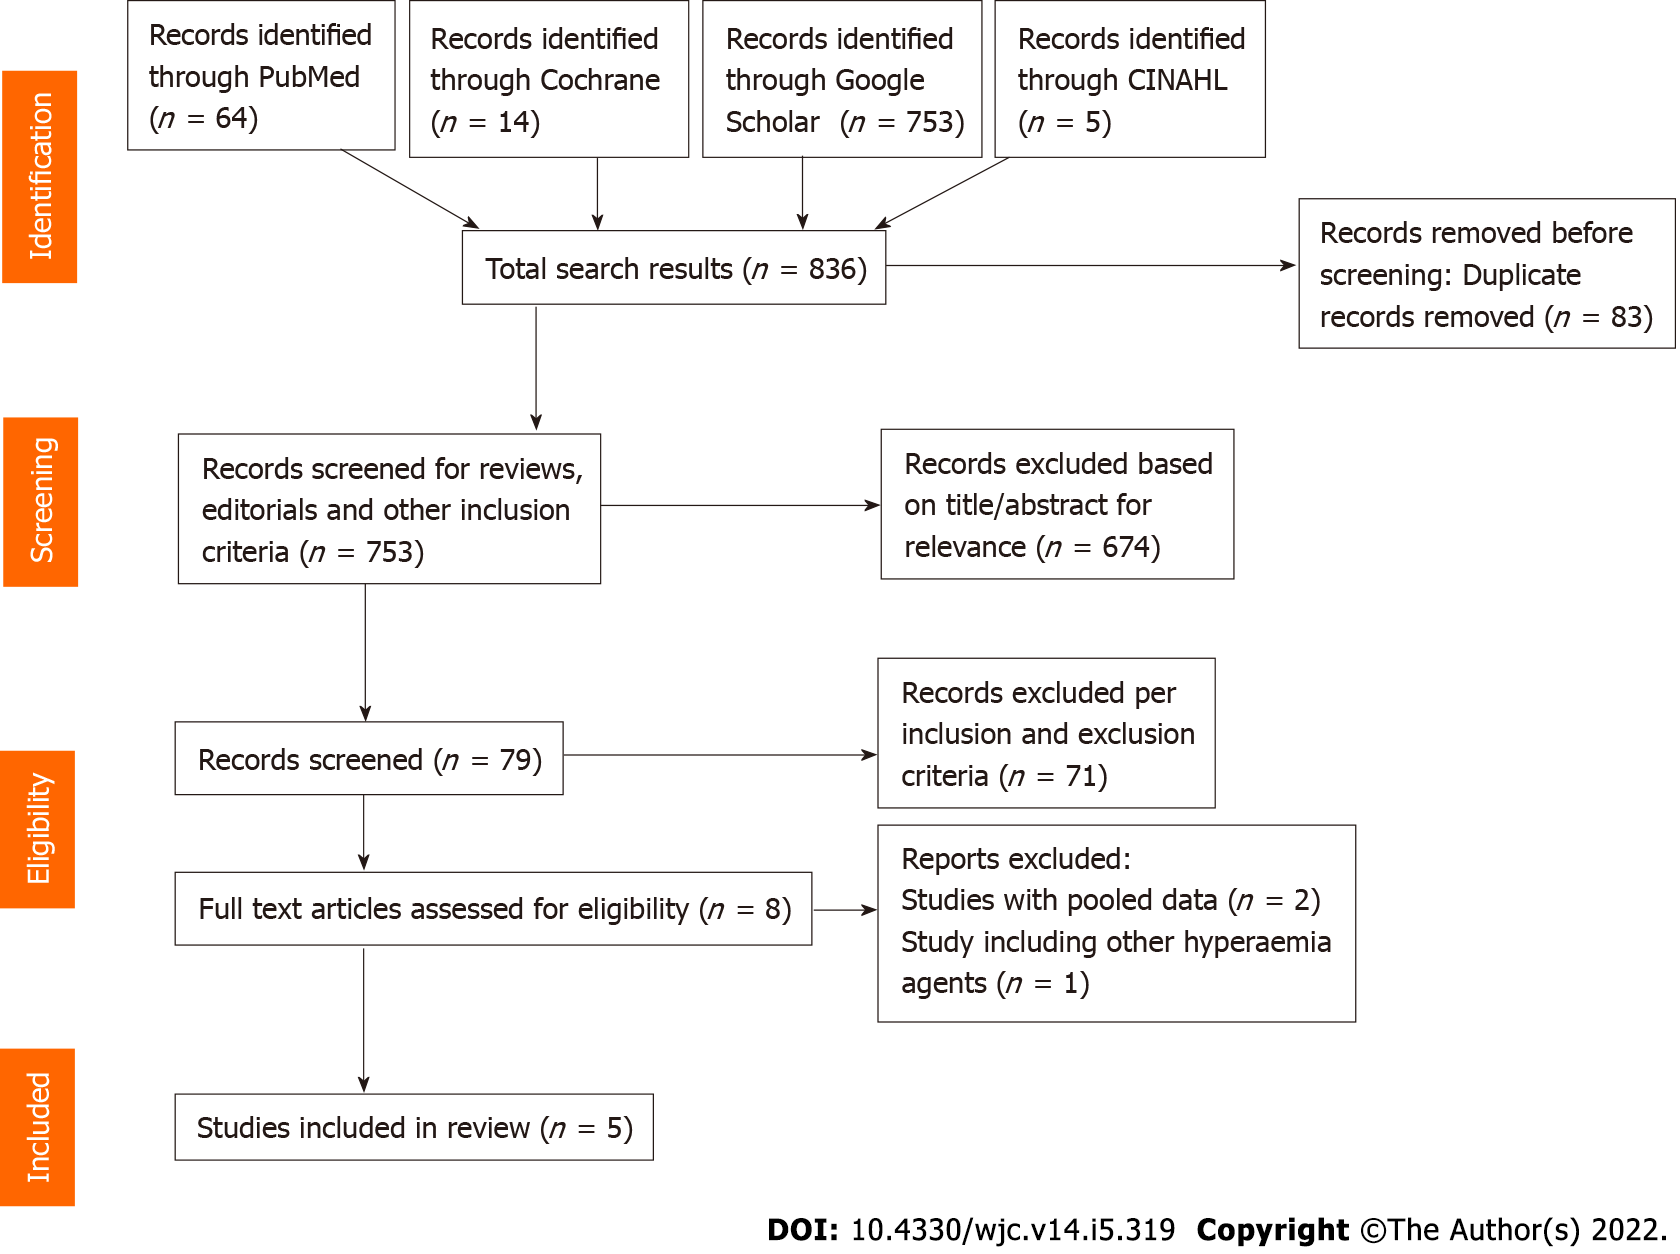 Identification
Records identified
through PubMed
(n = 64)
Records identified
through Cochrane
(n = 14)
Records identified
through Google
Scholar (n = 753)
Records identified
through CINAHL
(n = 5)
Total search results (n = 836)
Records removed before
screening: Duplicate
records removed (n = 83)
Screening
Records screened for reviews,
editorials and other inclusion
criteria (n = 753)
Records excluded based
on title/abstract for
relevance (n = 674)
Eligibility
Records screened (n = 79)
Records excluded per
inclusion and exclusion
criteria (n = 71)
Full text articles assessed for eligibility (n = 8)
Reports excluded:
Studies with pooled data (n = 2)
Study including other hyperaemia
agents (n = 1)
Included
Studies included in review (n = 5)
DOI: 10.4330/wjc.v14.i5.319 Copyright ©The Author(s) 2022.